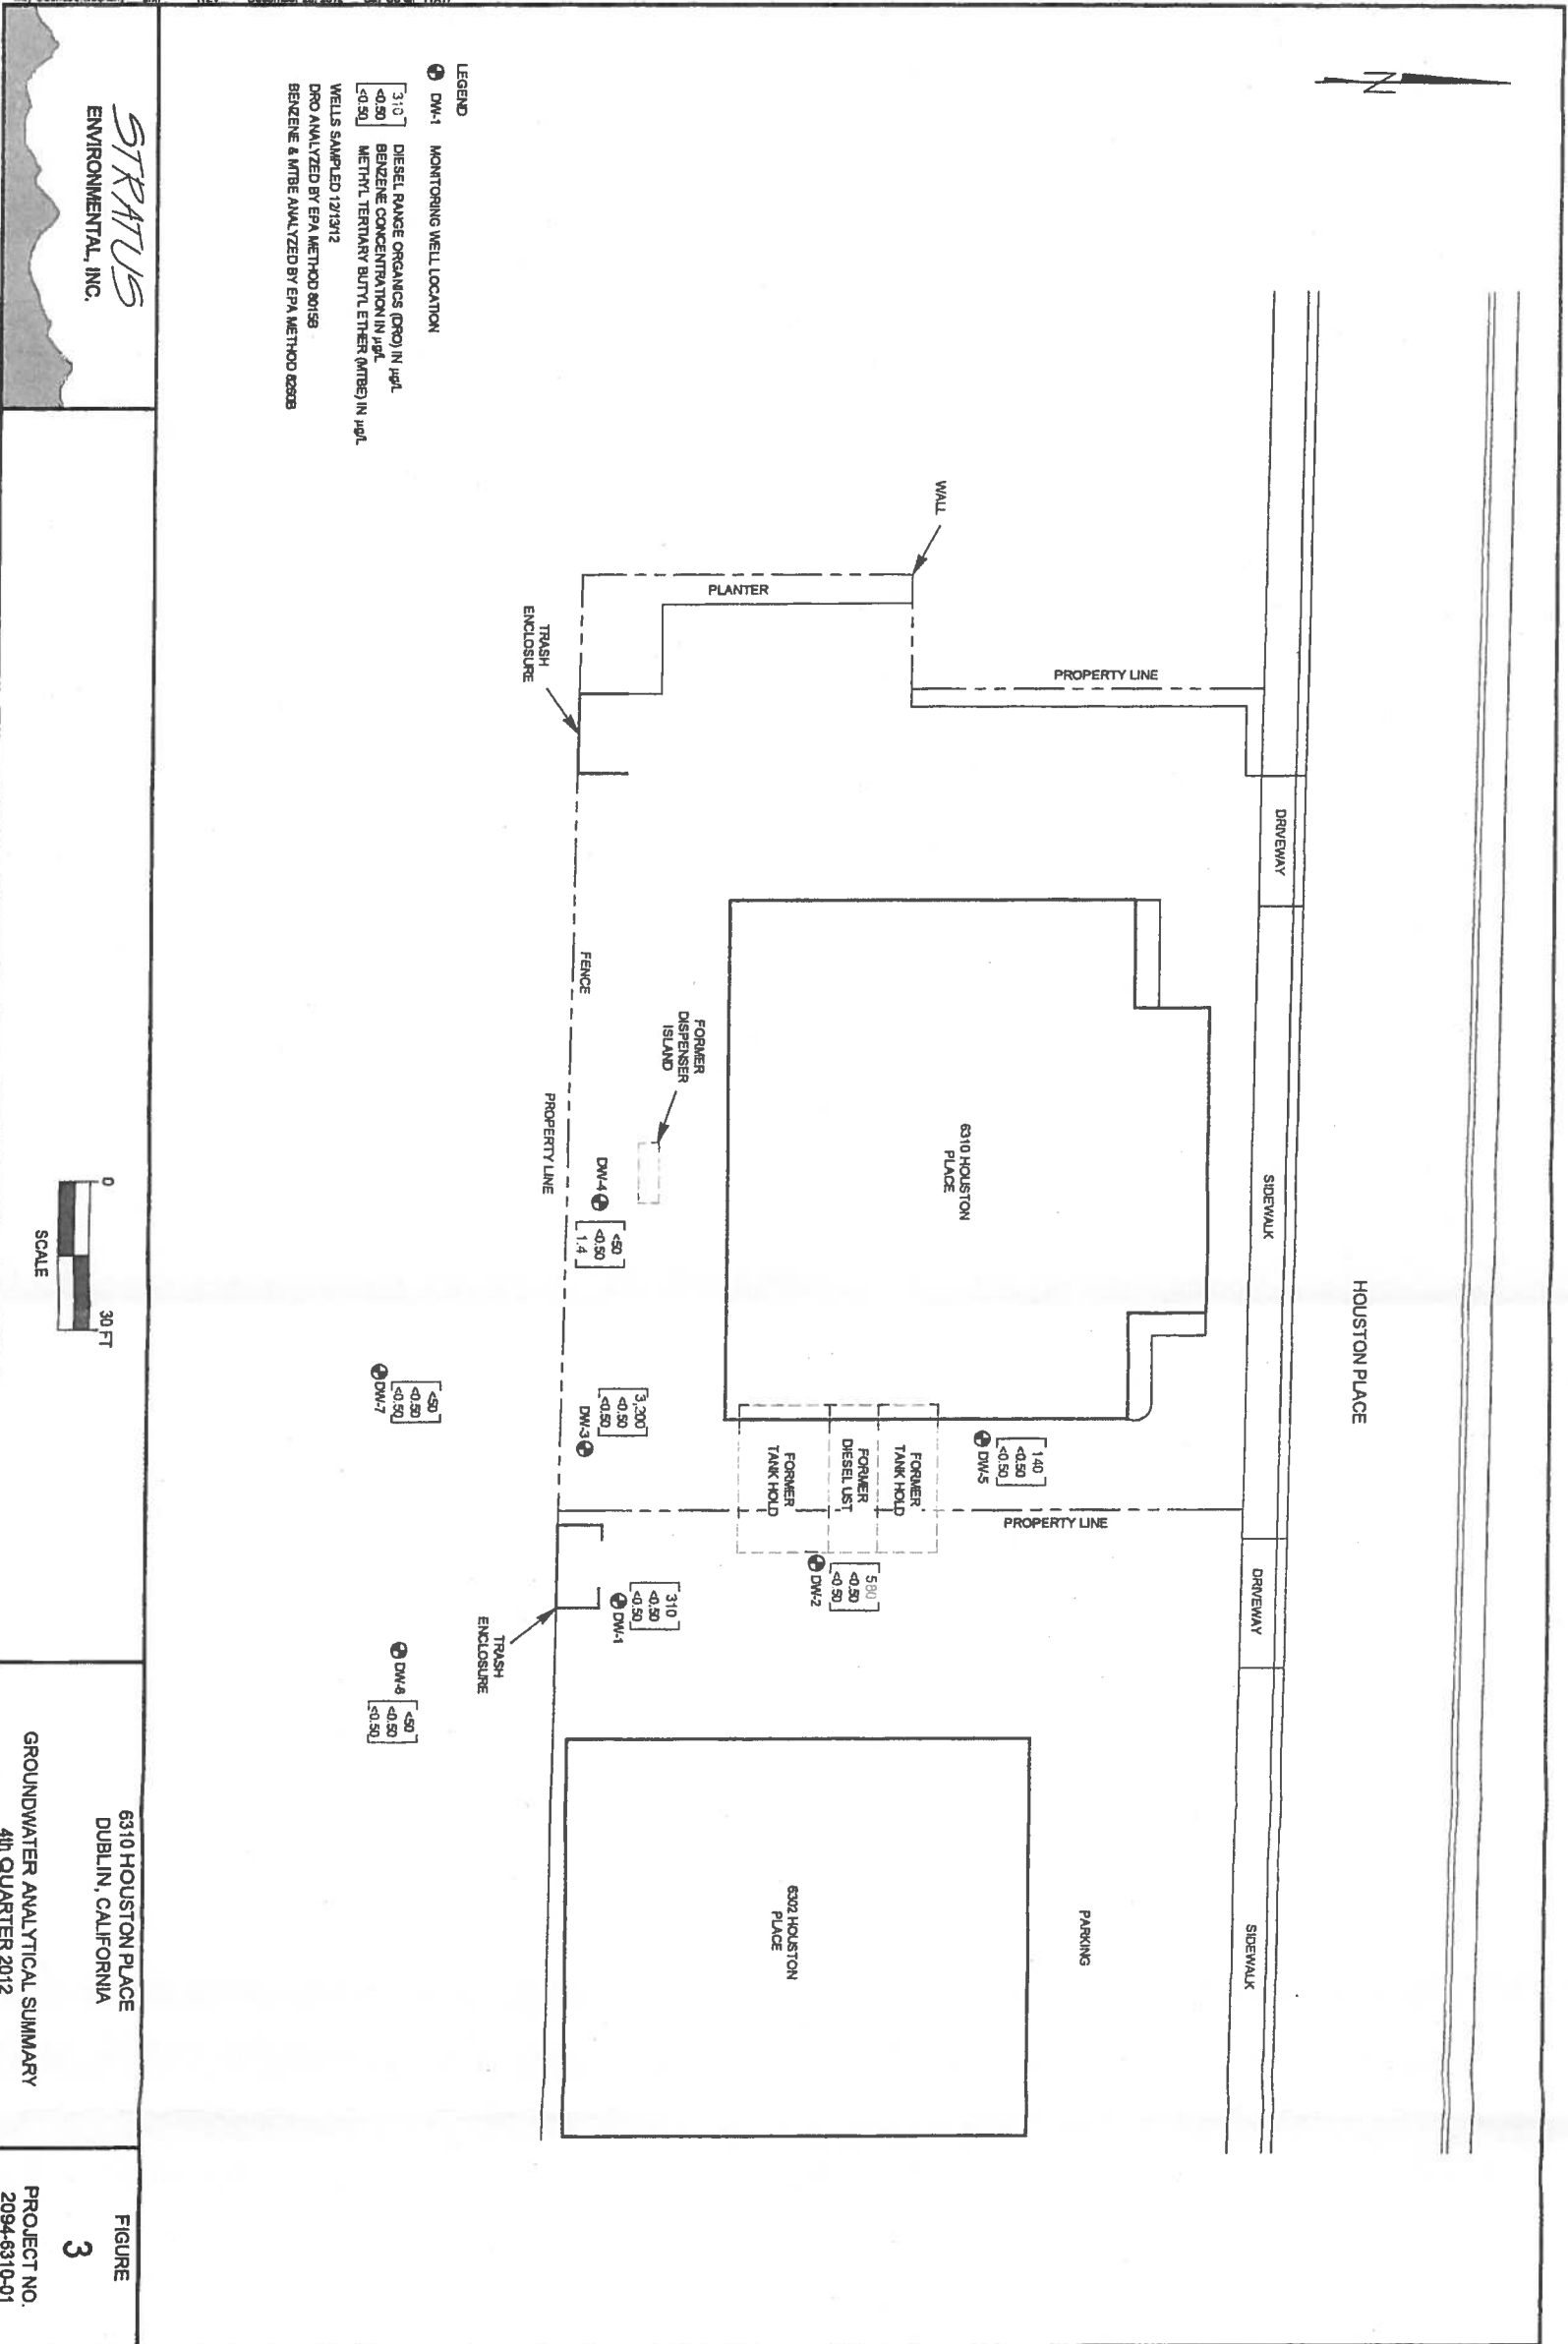 HOUSTON PLACE
DRIVEWAY
SIDEWALK
DRIVEWAY
SIDEWALK
PROPERTY LINE
WALL
PLANTER
TRASH
ENCLOSURE
6310 HOUSTON
PLACE
PARKING
6302 HOUSTON
PLACE
PROPERTY LINE
140
<0.50
<0.50
DW-5
FORMER
TANK HOLD
FORMER
DIESEL UST
FORMER
TANK HOLD
580
<0.50
<0.50
DW-2
FORMER
DISPENSER
ISLAND
FENCE
PROPERTY LINE
DW-4
<50
<0.50
1.4
3,200
<0.50
<0.50
DW-3
310
<0.50
<0.50
DW-1
TRASH
ENCLOSURE
<50
<0.50
<0.50
DW-7
DW-6
<50
<0.50
<0.50
LEGEND
DW-1 MONITORING WELL LOCATION
310 DIESEL RANGE ORGANICS (DRO) IN µg/L
<0.50 BENZENE CONCENTRATION IN µg/L
<0.50 METHYL TERTIARY BUTYL ETHER (MTBE) IN µg/L
WELLS SAMPLED 12/13/12
DRO ANALYZED BY EPA METHOD 8015B
BENZENE & MTBE ANALYZED BY EPA METHOD 8260B
STRATUS
ENVIRONMENTAL, INC.
0 30 FT
SCALE
6310 HOUSTON PLACE
DUBLIN, CALIFORNIA
GROUNDWATER ANALYTICAL SUMMARY
4th QUARTER 2012
FIGURE
3
PROJECT NO.
2094-6310-01
N